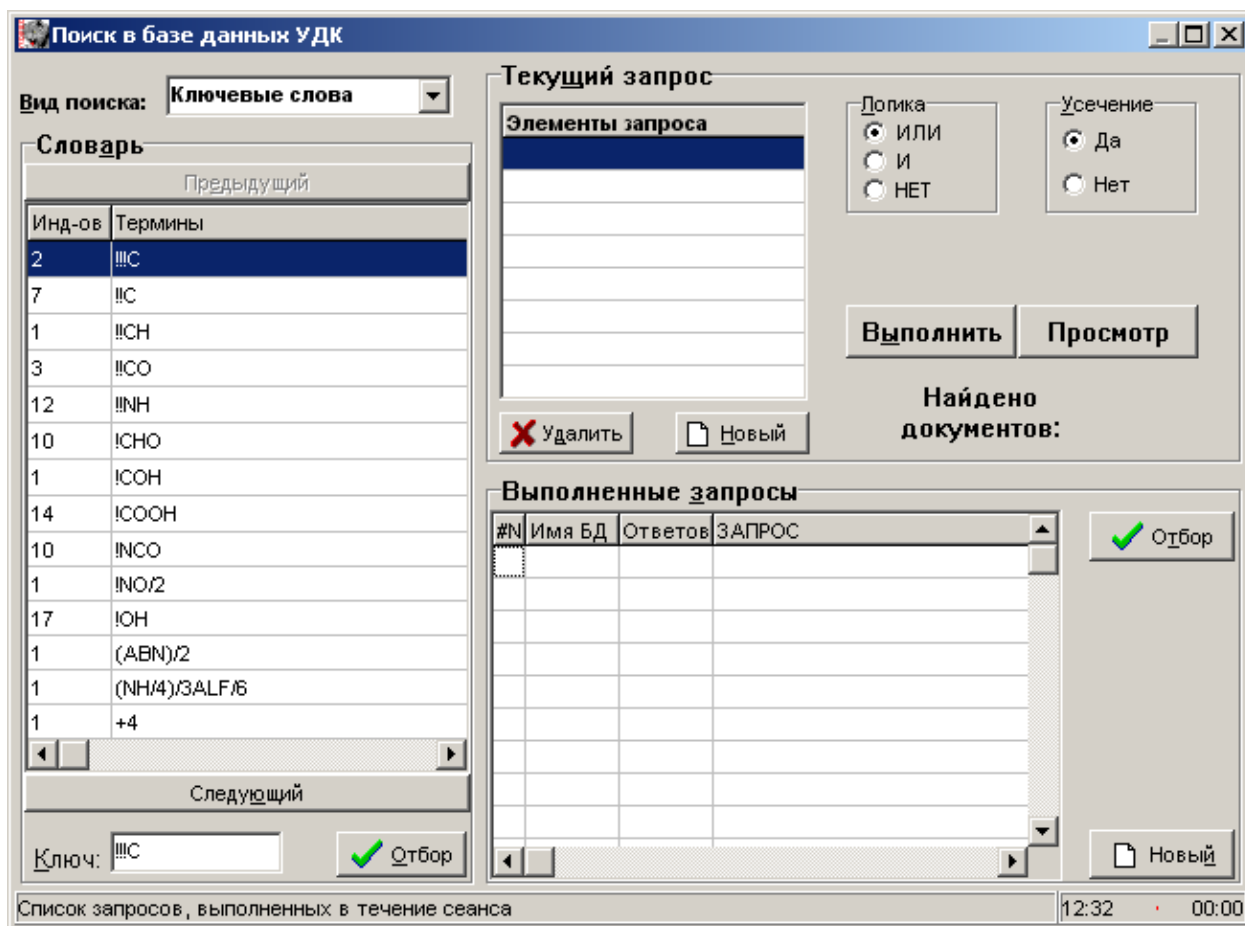 Поиск в базе данных УДК
Вид поиска: Ключевые слова
Словарь
Предыдущий
Инд-ов Термины
2 !!!C
7 !!C
1 !!CH
3 !!CO
12 !!NH
10 !CHO
1 !COH
14 !COOH
10 !NCO
1 !NO/2
17 !OH
1 (ABN)/2
1 (NH/4)/3ALF/6
1 +4
Следующий
Ключ: !!!C Отбор
Текущий запрос
Элементы запроса
Логика
ИЛИ
И
НЕТ
Усечение
Да
Нет
Выполнить Просмотр
Найдено
документов:
Удалить Новый
Выполненные запросы
#N Имя БД Ответов ЗАПРОС
Отбор
Новый
Список запросов, выполненных в течение сеанса 12:32 00:00